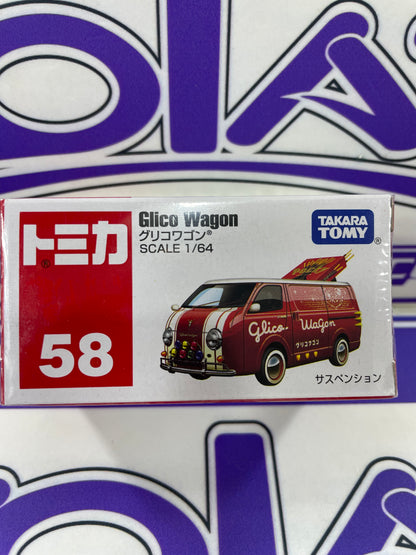 トミカ
58
Glico Wagon
グリコワゴン®
SCALE 1/64
TAKARA
TOMY®
Glico. Wagon
グリコワゴン
サスペンション